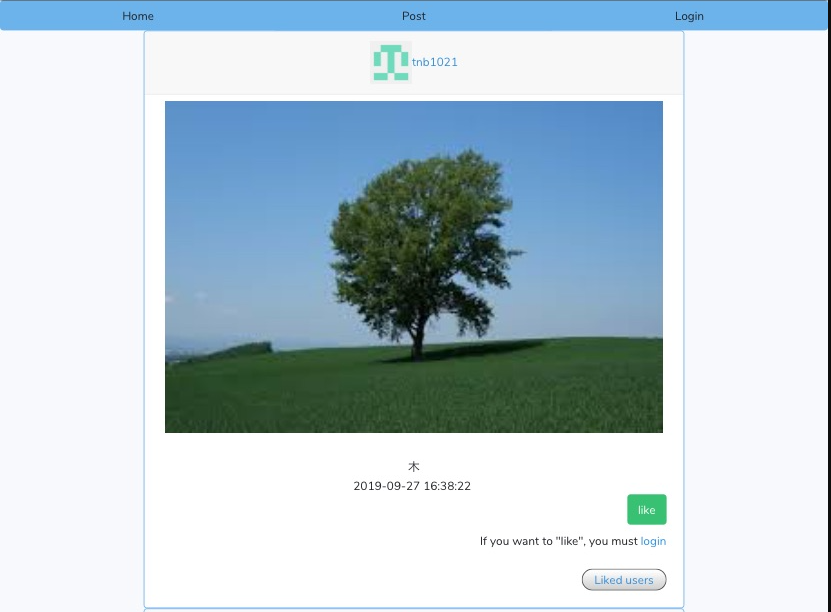 Home Post Login
tnb1021
木
2019-09-27 16:38:22
like
If you want to "like", you must login
Liked users